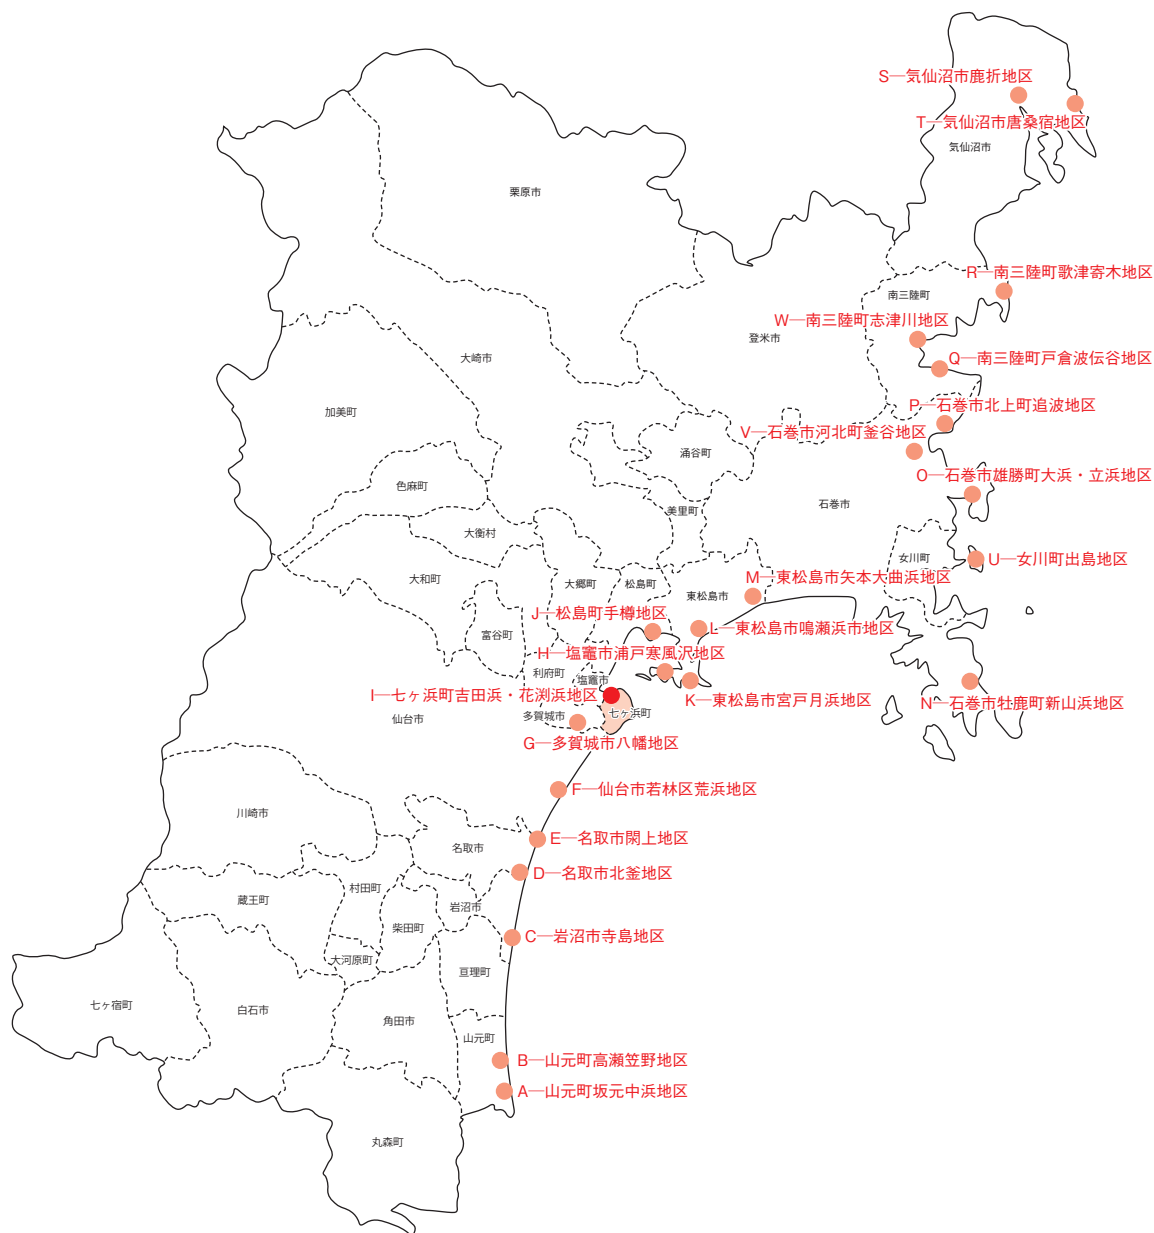 S─気仙沼市鹿折地区
T─気仙沼市唐桑宿地区
気仙沼市
栗原市
R─南三陸町歌津寄木地区
南三陸町
W─南三陸町志津川地区
登米市
大崎市
Q─南三陸町戸倉波伝谷地区
加美町
P─石巻市北上町追波地区
V─石巻市河北町釜谷地区
涌谷町
O─石巻市雄勝町大浜・立浜地区
色麻町
石巻市
美里町
大衡村
女川町
U─女川町出島地区
大和町
大郷町
松島町
M─東松島市矢本大曲浜地区
東松島市
J─松島町手樽地区
L─東松島市鳴瀬浜市地区
富谷町
H─塩竈市浦戸寒風沢地区
利府町
塩竈市
I─七ヶ浜町吉田浜・花渕浜地区
K─東松島市宮戸月浜地区
N─石巻市牡鹿町新山浜地区
仙台市
多賀城市
七ヶ浜町
G─多賀城市八幡地区
F─仙台市若林区荒浜地区
川崎市
E─名取市閖上地区
名取市
D─名取市北釜地区
村田町
蔵王町
岩沼市
柴田町
C─岩沼市寺島地区
大河原町
亘理町
七ヶ宿町
白石市
角田市
山元町
B─山元町高瀬笠野地区
A─山元町坂元中浜地区
丸森町